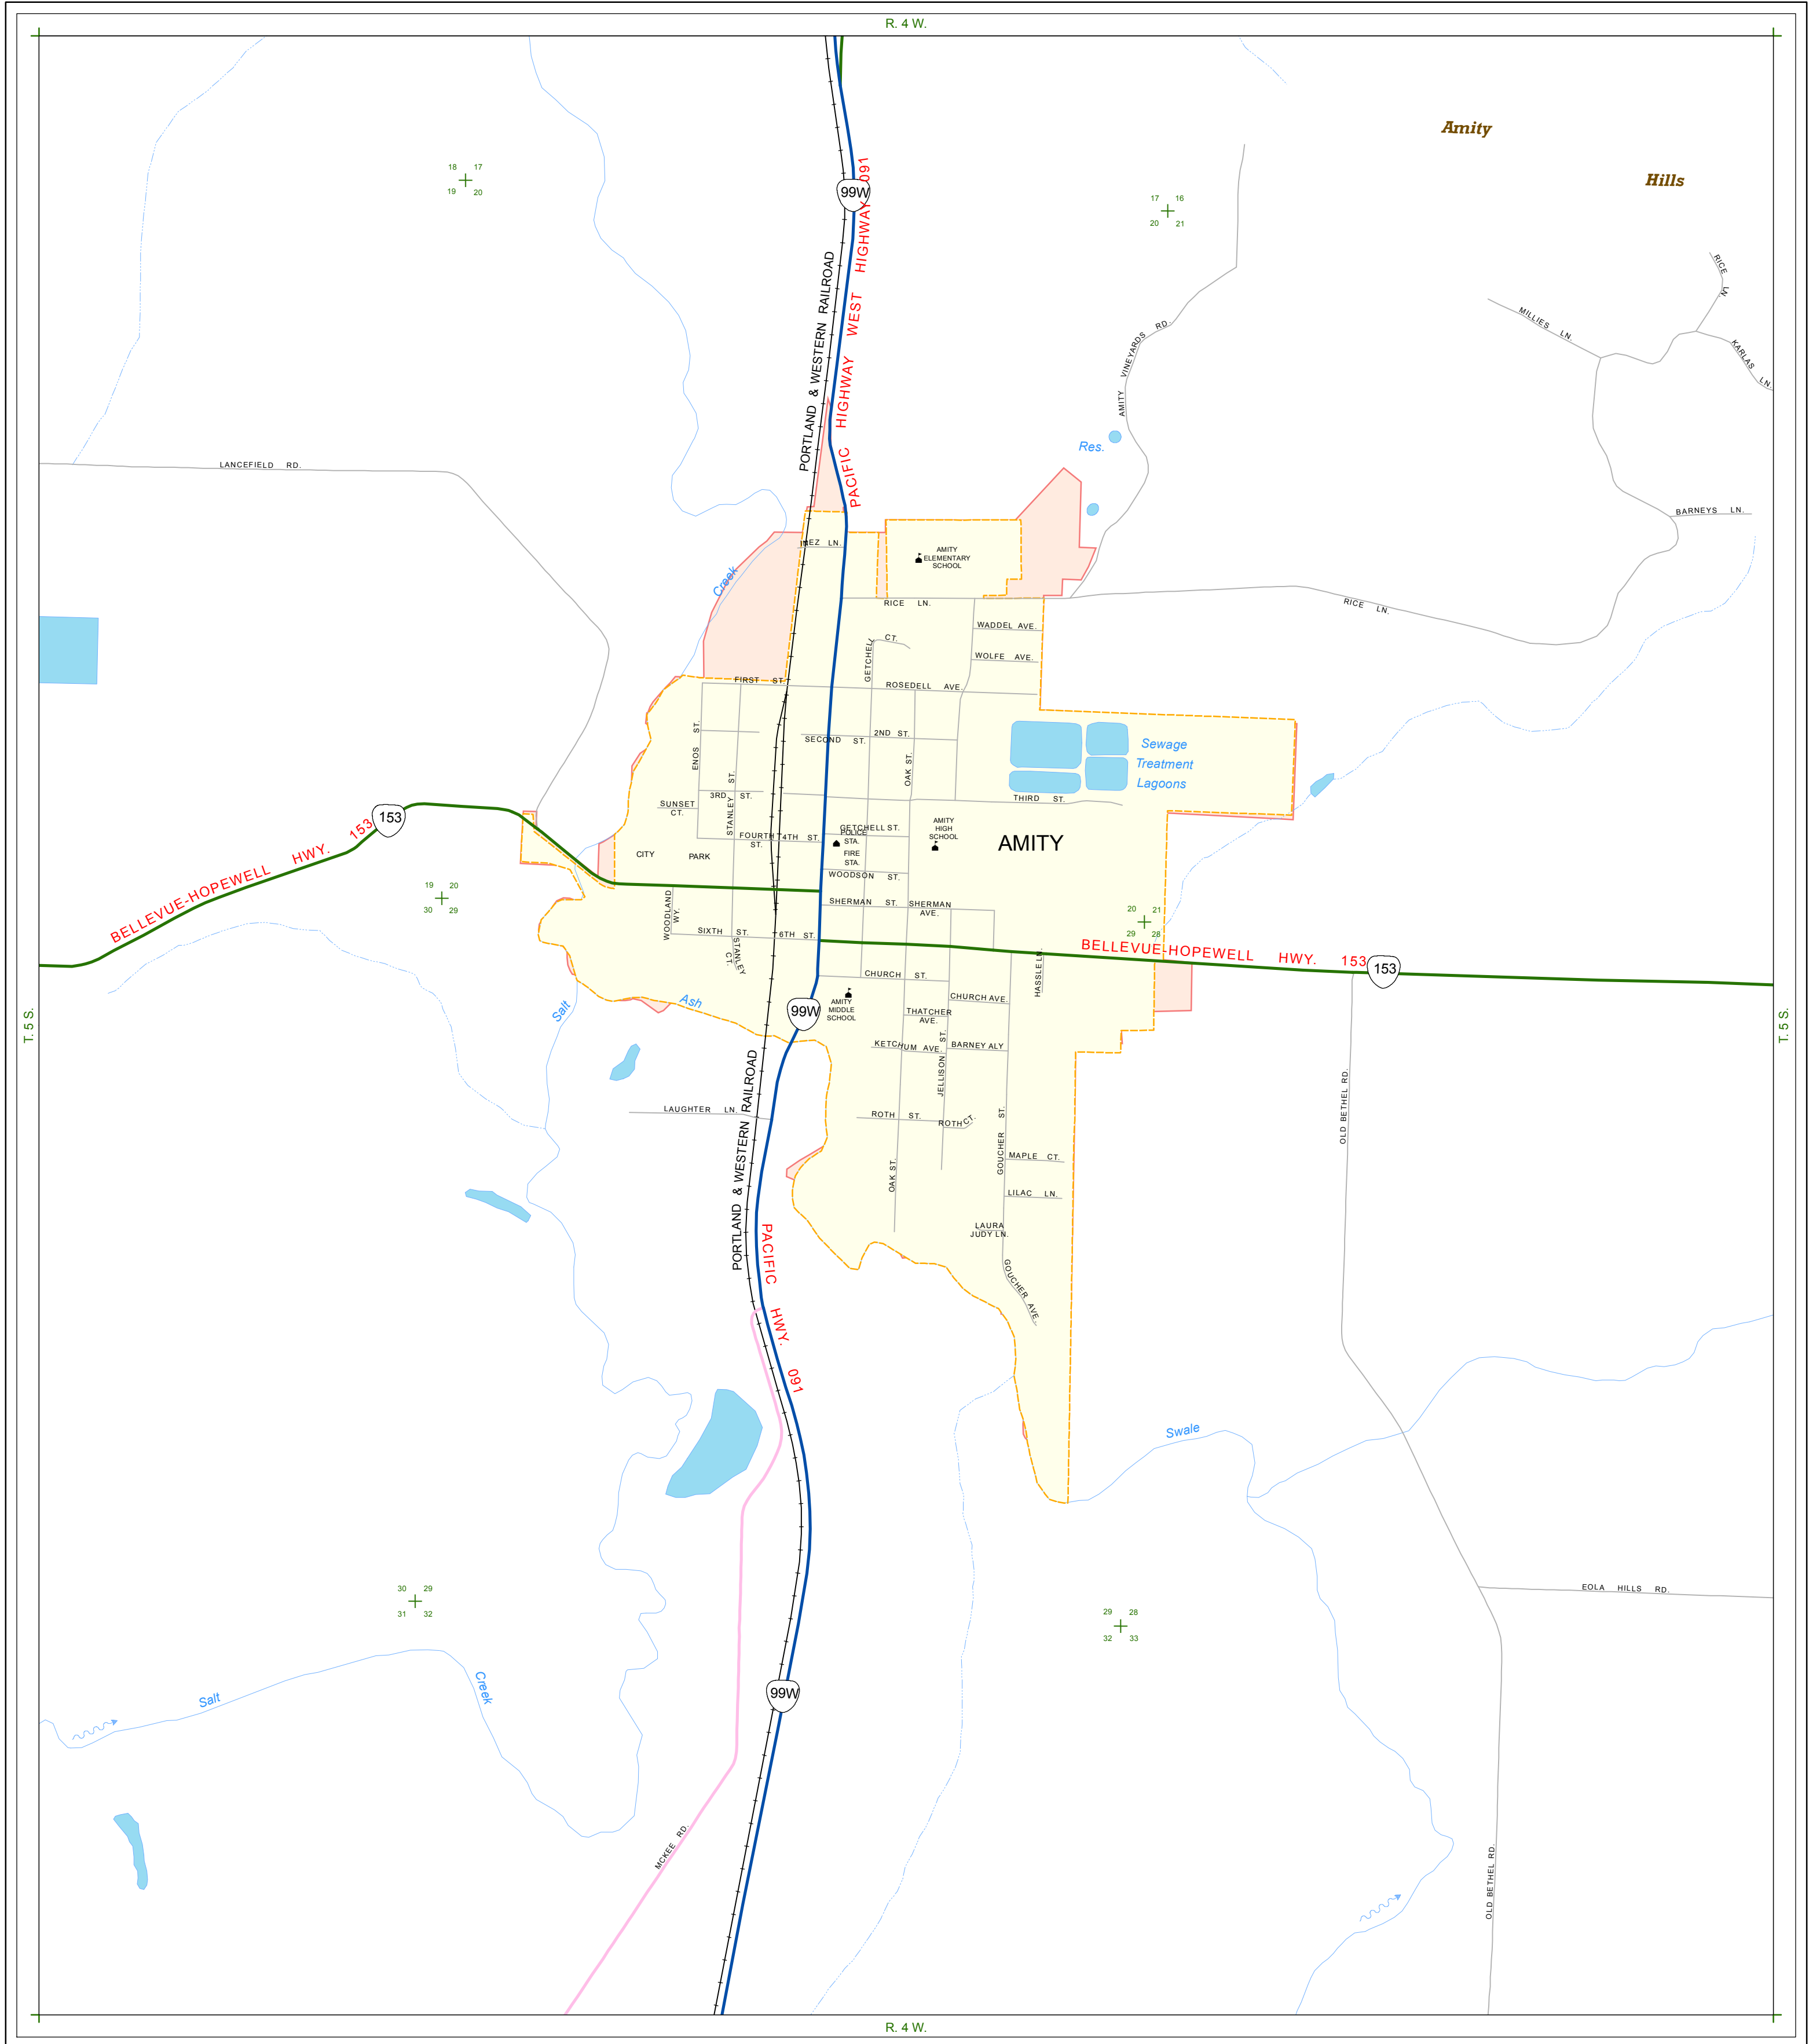 R. 4 W.
Amity
Hills
18 17
19 20
17 16
20 21
99W
PACIFIC HIGHWAY WEST HIGHWAY 091
PORTLAND & WESTERN RAILROAD
RICE LN.
MILLIES LN.
KARLAS LN.
AMITY VINEYARDS RD.
Res.
LANCEFIELD RD.
BARNEYS LN.
INEZ LN.
AMITY
ELEMENTARY
SCHOOL
Creek
RICE LN.
RICE LN.
WADDEL AVE.
GETCHELL CT.
WOLFE AVE.
FIRST ST.
ROSEDELL AVE.
ENOS ST.
SECOND ST.
2ND ST.
OAK ST.
Sewage
Treatment
Lagoons
STANLEY ST.
3RD ST.
SUNSET
CT.
THIRD ST.
153
BELLEVUE-HOPEWELL HWY. 153
FOURTH
ST.
4TH ST.
GETCHELL ST.
POLICE
STA.
FIRE
STA.
AMITY
HIGH
SCHOOL
AMITY
CITY PARK
WOODSON ST.
19 20
30 29
WOODLAND
WY.
SHERMAN ST.
SHERMAN
AVE.
20 21
29 28
SIXTH ST.
6TH ST.
STANLEY
CT.
BELLEVUE-HOPEWELL HWY. 153
153
HASSLE LN.
CHURCH ST.
CHURCH AVE.
AMITY
MIDDLE
SCHOOL
THATCHER
AVE.
Salt
Ash
99W
T. 5 S.
T. 5 S.
KETCHUM AVE.
BARNEY ALY
JELLISON ST.
OLD BETHEL RD.
LAUGHTER LN.
PORTLAND & WESTERN RAILROAD
ROTH ST.
ROTH CT.
GOUCHER ST.
MAPLE CT.
OAK ST.
LILAC LN.
LAURA
JUDY LN.
GOUCHER AVE.
PACIFIC HWY. 091
Swale
30 29
31 32
29 28
32 33
EOLA HILLS RD.
Salt
Creek
99W
MCKEE RD.
OLD BETHEL RD.
R. 4 W.